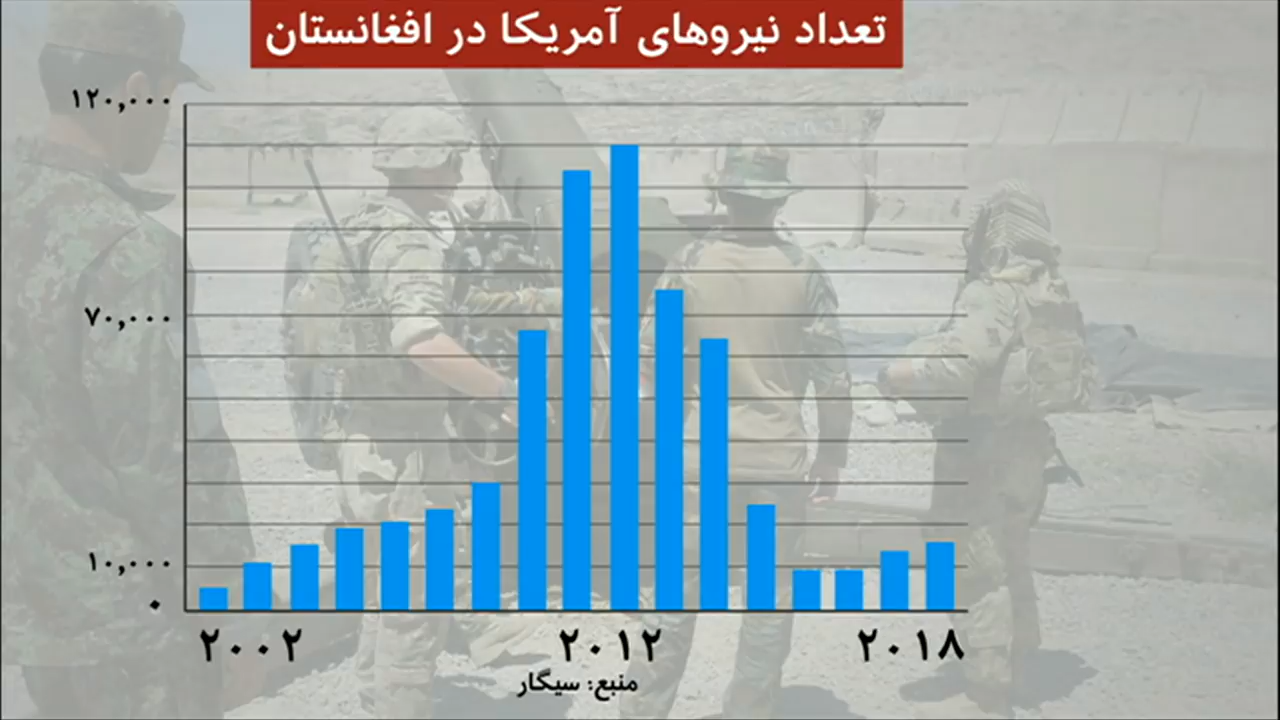 تعداد نیروهای آمریکا در افغانستان
۱۲۰,۰۰۰
۷۰,۰۰۰
۱۰,۰۰۰
۰
۲۰۰۲ ۲۰۱۲ ۲۰۱۸
منبع: سیگار